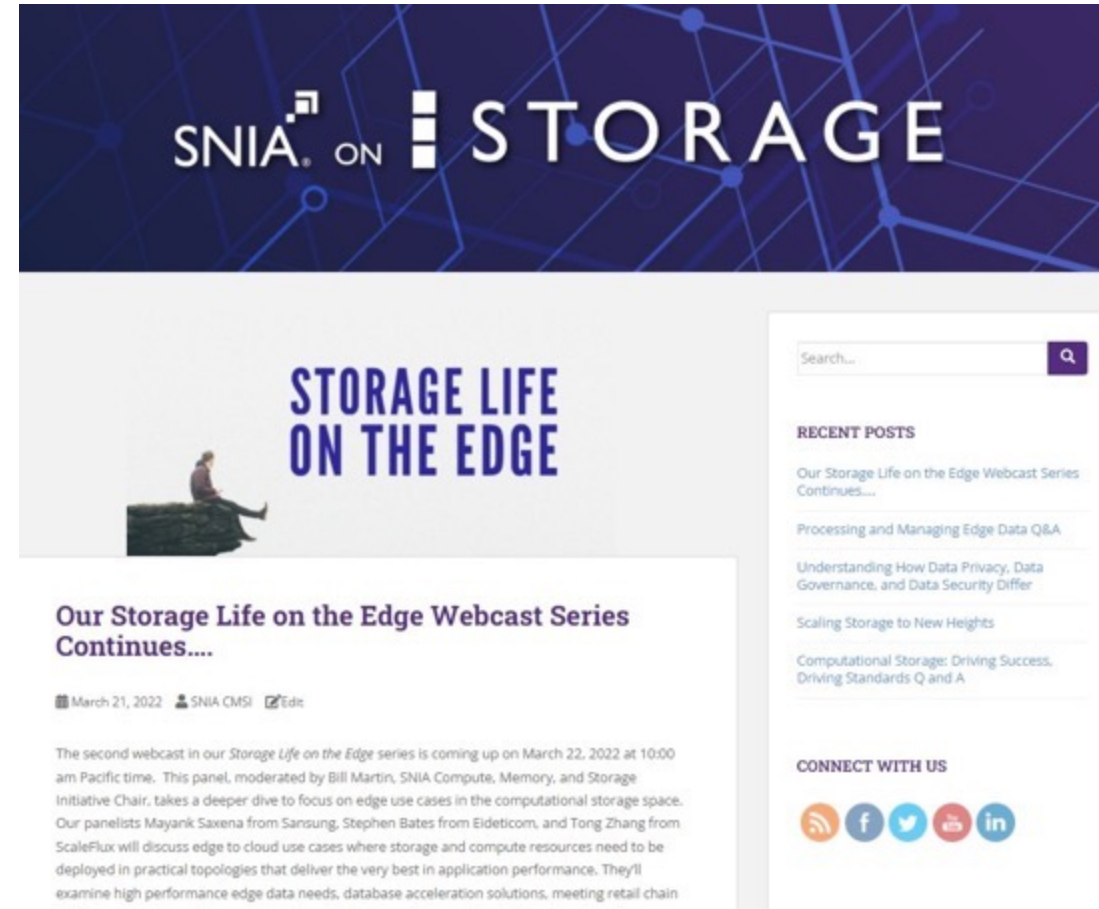 SNIA® ON STORAGE
STORAGE LIFE
ON THE EDGE
Our Storage Life on the Edge Webcast Series
Continues....
March 21, 2022 SNIA CMSI Edit
The second webcast in our Storage Life on the Edge series is coming up on March 22, 2022 at 10:00
am Pacific time. This panel, moderated by Bill Martin, SNIA Compute, Memory, and Storage
Initiative Chair, takes a deeper dive to focus on edge use cases in the computational storage space.
Our panelists Mayank Saxena from Sansung, Stephen Bates from Eideticom, and Tong Zhang from
ScaleFlux will discuss edge to cloud use cases where storage and compute resources need to be
deployed in practical topologies that deliver the very best in application performance. They'll
examine high performance edge data needs, database acceleration solutions, meeting retail chain
Search...
RECENT POSTS
Our Storage Life on the Edge Webcast Series
Continues....
Processing and Managing Edge Data Q&A
Understanding How Data Privacy, Data
Governance, and Data Security Differ
Scaling Storage to New Heights
Computational Storage: Driving Success,
Driving Standards Q and A
CONNECT WITH US
f You Tube in